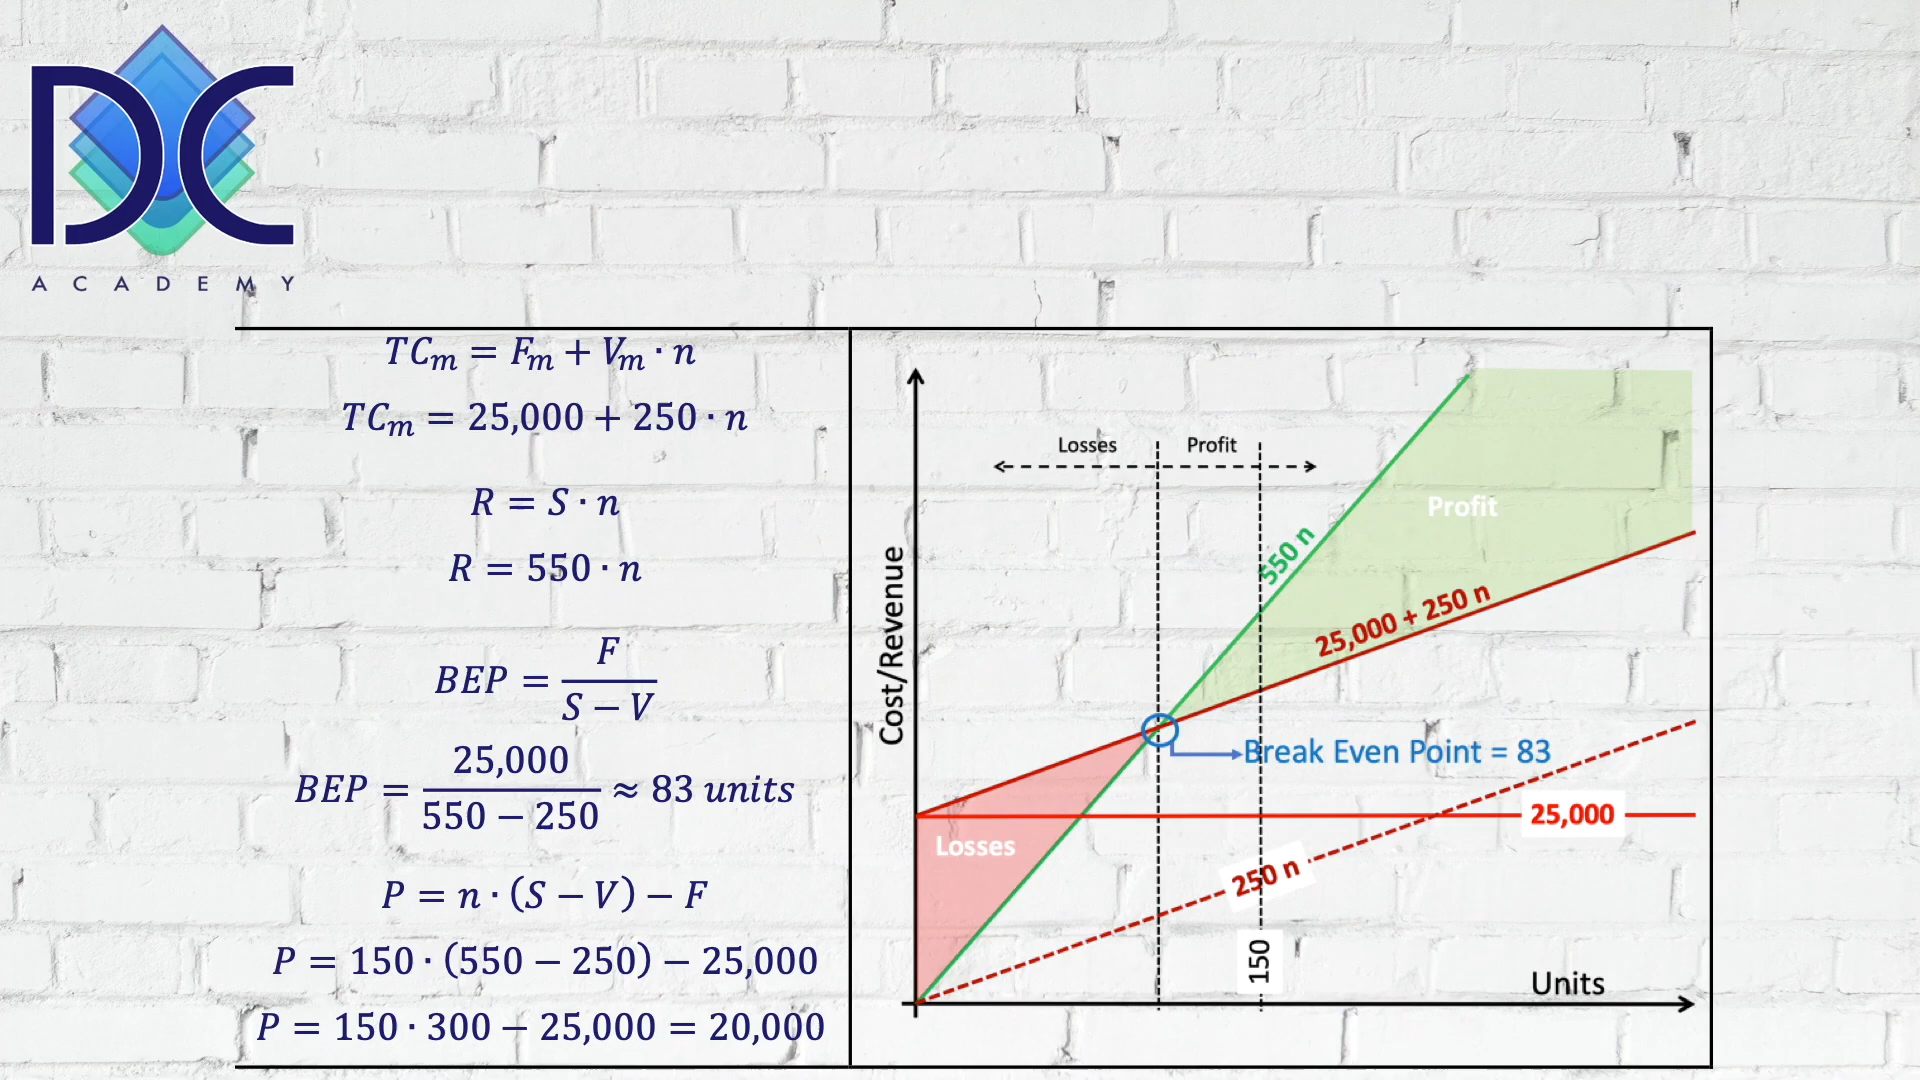 DC
ACADEMY
TCₘ = Fₘ + Vₘ · n
TCₘ = 25,000 + 250 · n
R = S · n
R = 550 · n
BEP = F / (S − V)
BEP = 25,000 / (550 − 250) ≈ 83 units
P = n · (S − V) − F
P = 150 · (550 − 250) − 25,000
P = 150 · 300 − 25,000 = 20,000
Cost/Revenue
Losses
Profit
550 n
Profit
25,000 + 250 n
Break Even Point = 83
25,000
Losses
250 n
150
Units